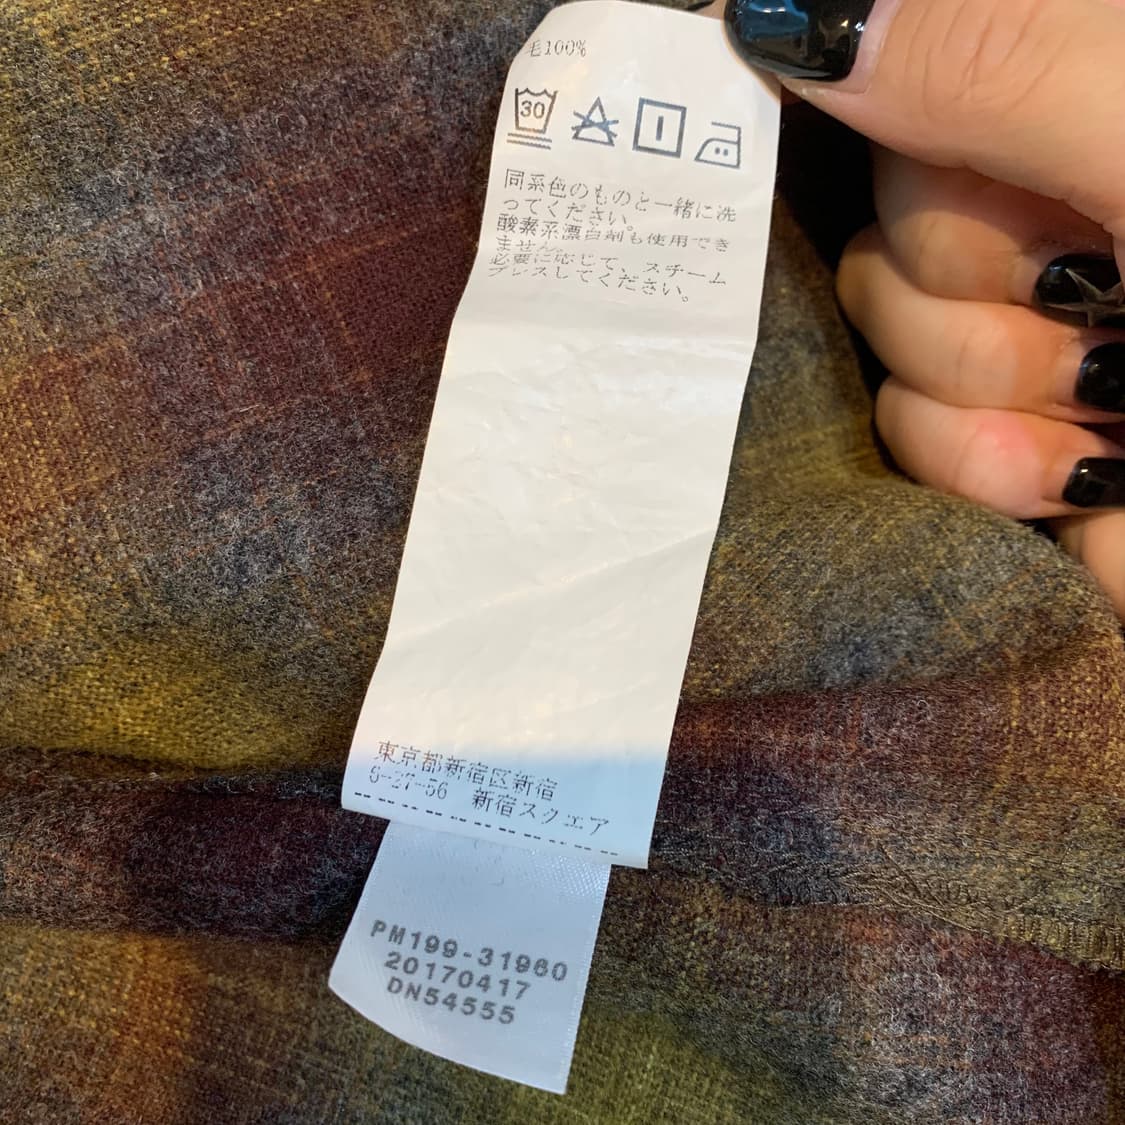 毛100%
30
同系色のものと一緒に洗
ってください。
酸素系漂白剤も使用でき
ません。
必要に応じて、スチーム
プレスしてください。
東京都新宿区新宿
6-27-56 新宿スクエア
PM199-31960
20170417
DN54555